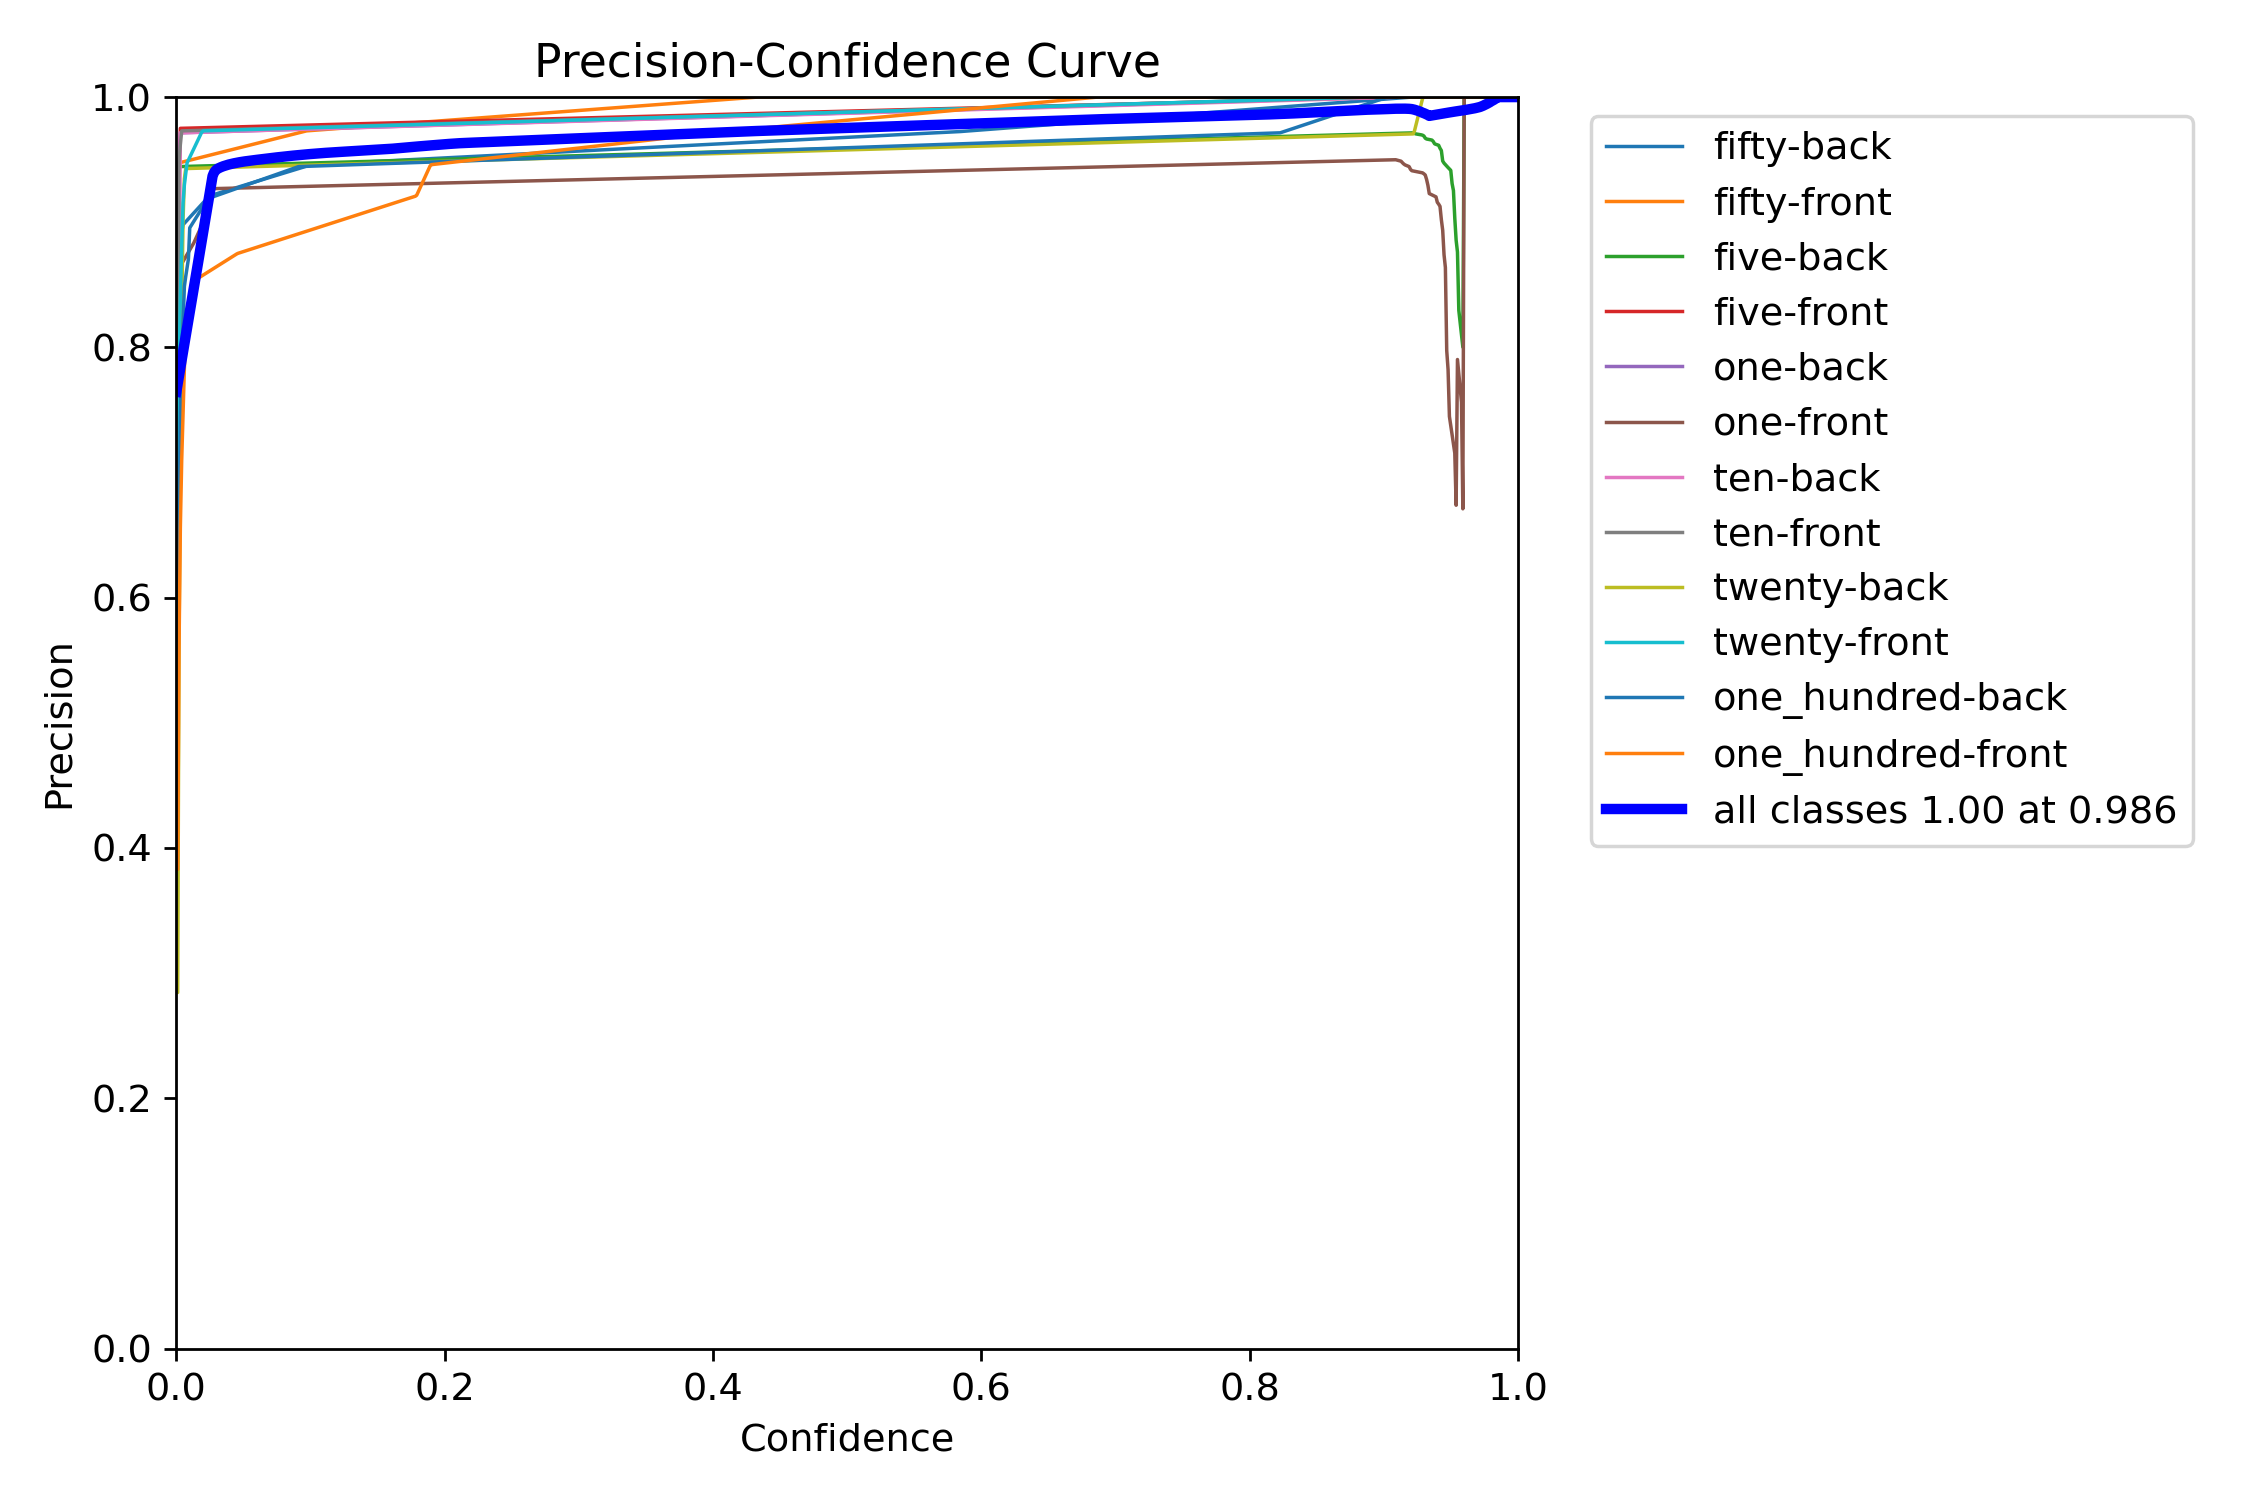 Precision-Confidence Curve
1.0
0.8
0.6
0.4
0.2
0.0
Precision
0.0 0.2 0.4 0.6 0.8 1.0
Confidence
fifty-back
fifty-front
five-back
five-front
one-back
one-front
ten-back
ten-front
twenty-back
twenty-front
one_hundred-back
one_hundred-front
all classes 1.00 at 0.986